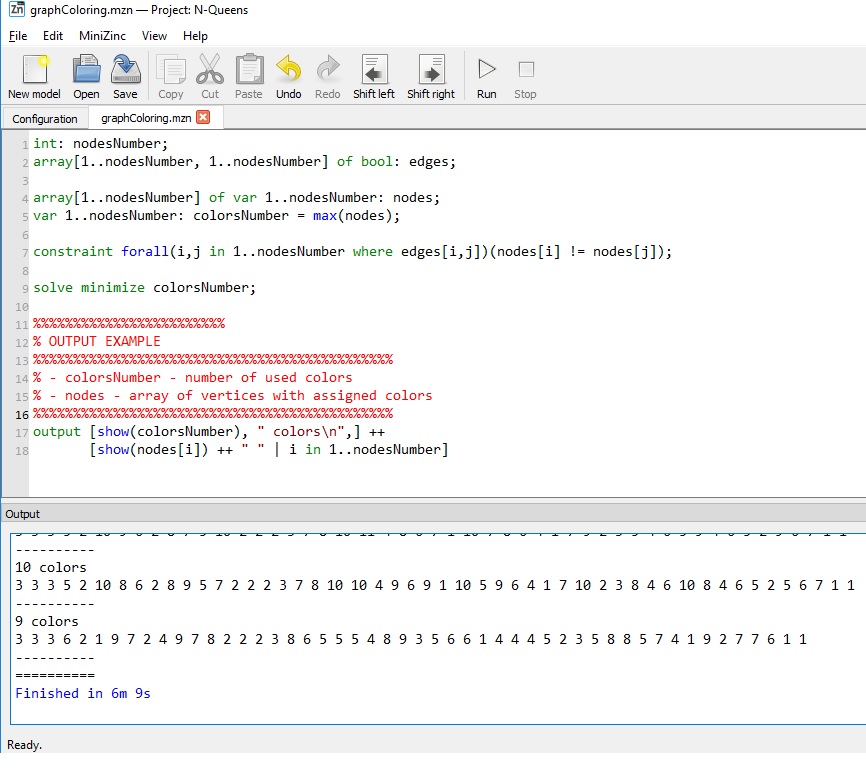 Zn graphColoring.mzn — Project: N-Queens
File Edit MiniZinc View Help
New model Open Save Copy Cut Paste Undo Redo Shift left Shift right Run Stop
Configuration graphColoring.mzn
1 int: nodesNumber;
2 array[1..nodesNumber, 1..nodesNumber] of bool: edges;
3
4 array[1..nodesNumber] of var 1..nodesNumber: nodes;
5 var 1..nodesNumber: colorsNumber = max(nodes);
6
7 constraint forall(i,j in 1..nodesNumber where edges[i,j])(nodes[i] != nodes[j]);
8
9 solve minimize colorsNumber;
10
11 %%%%%%%%%%%%%%%%%%%%%%%%
12 % OUTPUT EXAMPLE
13 %%%%%%%%%%%%%%%%%%%%%%%%%%%%%%%%%%%%%%%%%%%%%
14 % - colorsNumber - number of used colors
15 % - nodes - array of vertices with assigned colors
16 %%%%%%%%%%%%%%%%%%%%%%%%%%%%%%%%%%%%%%%%%%%%%
17 output [show(colorsNumber), " colors\n",] ++
18 [show(nodes[i]) ++ " " | i in 1..nodesNumber]
Output
----------
10 colors
3 3 3 5 2 10 8 6 2 8 9 5 7 2 2 2 3 7 8 10 10 4 9 6 9 1 10 5 9 6 4 1 7 10 2 3 8 4 6 10 8 4 6 5 2 5 6 7 1 1
----------
9 colors
3 3 3 6 2 1 9 7 2 4 9 7 8 2 2 2 3 8 6 5 5 5 4 8 9 3 5 6 6 1 4 4 4 5 2 3 5 8 8 5 7 4 1 9 2 7 7 6 1 1
----------
==========
Finished in 6m 9s
Ready.